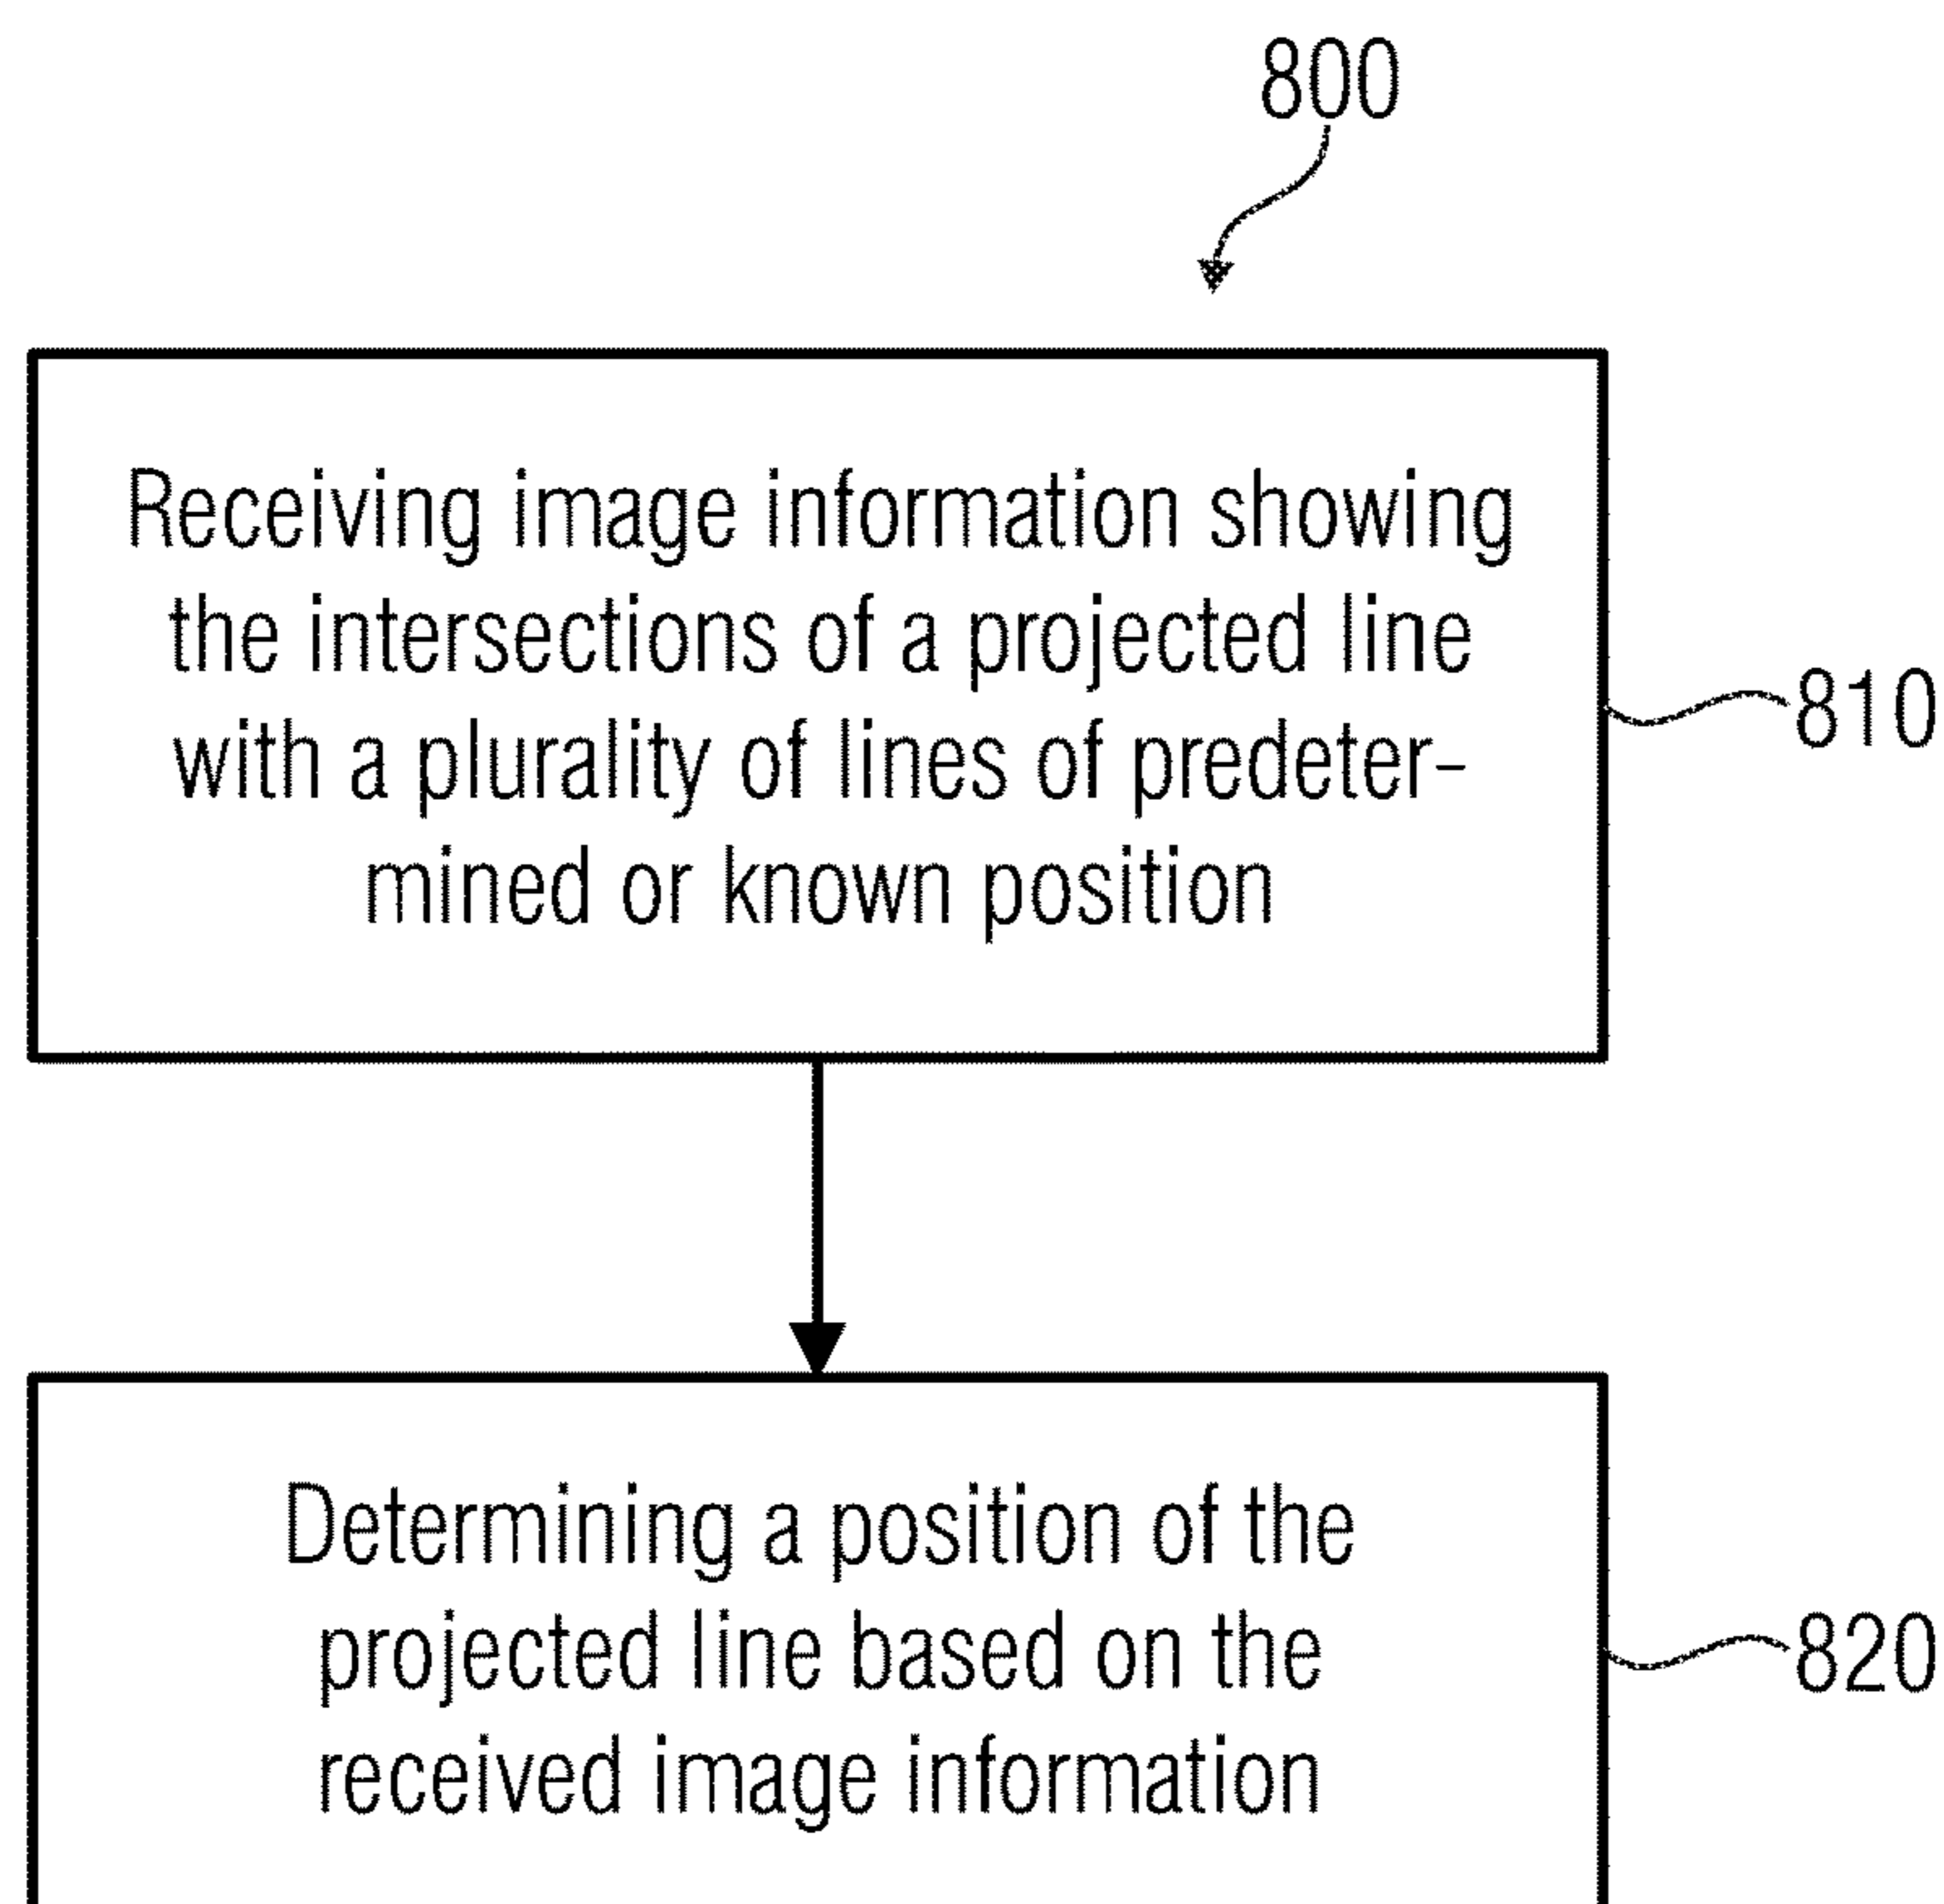 800
Receiving image information showing
the intersections of a projected line
with a plurality of lines of predeter-
mined or known position
810
Determining a position of the
projected line based on the
received image information
820